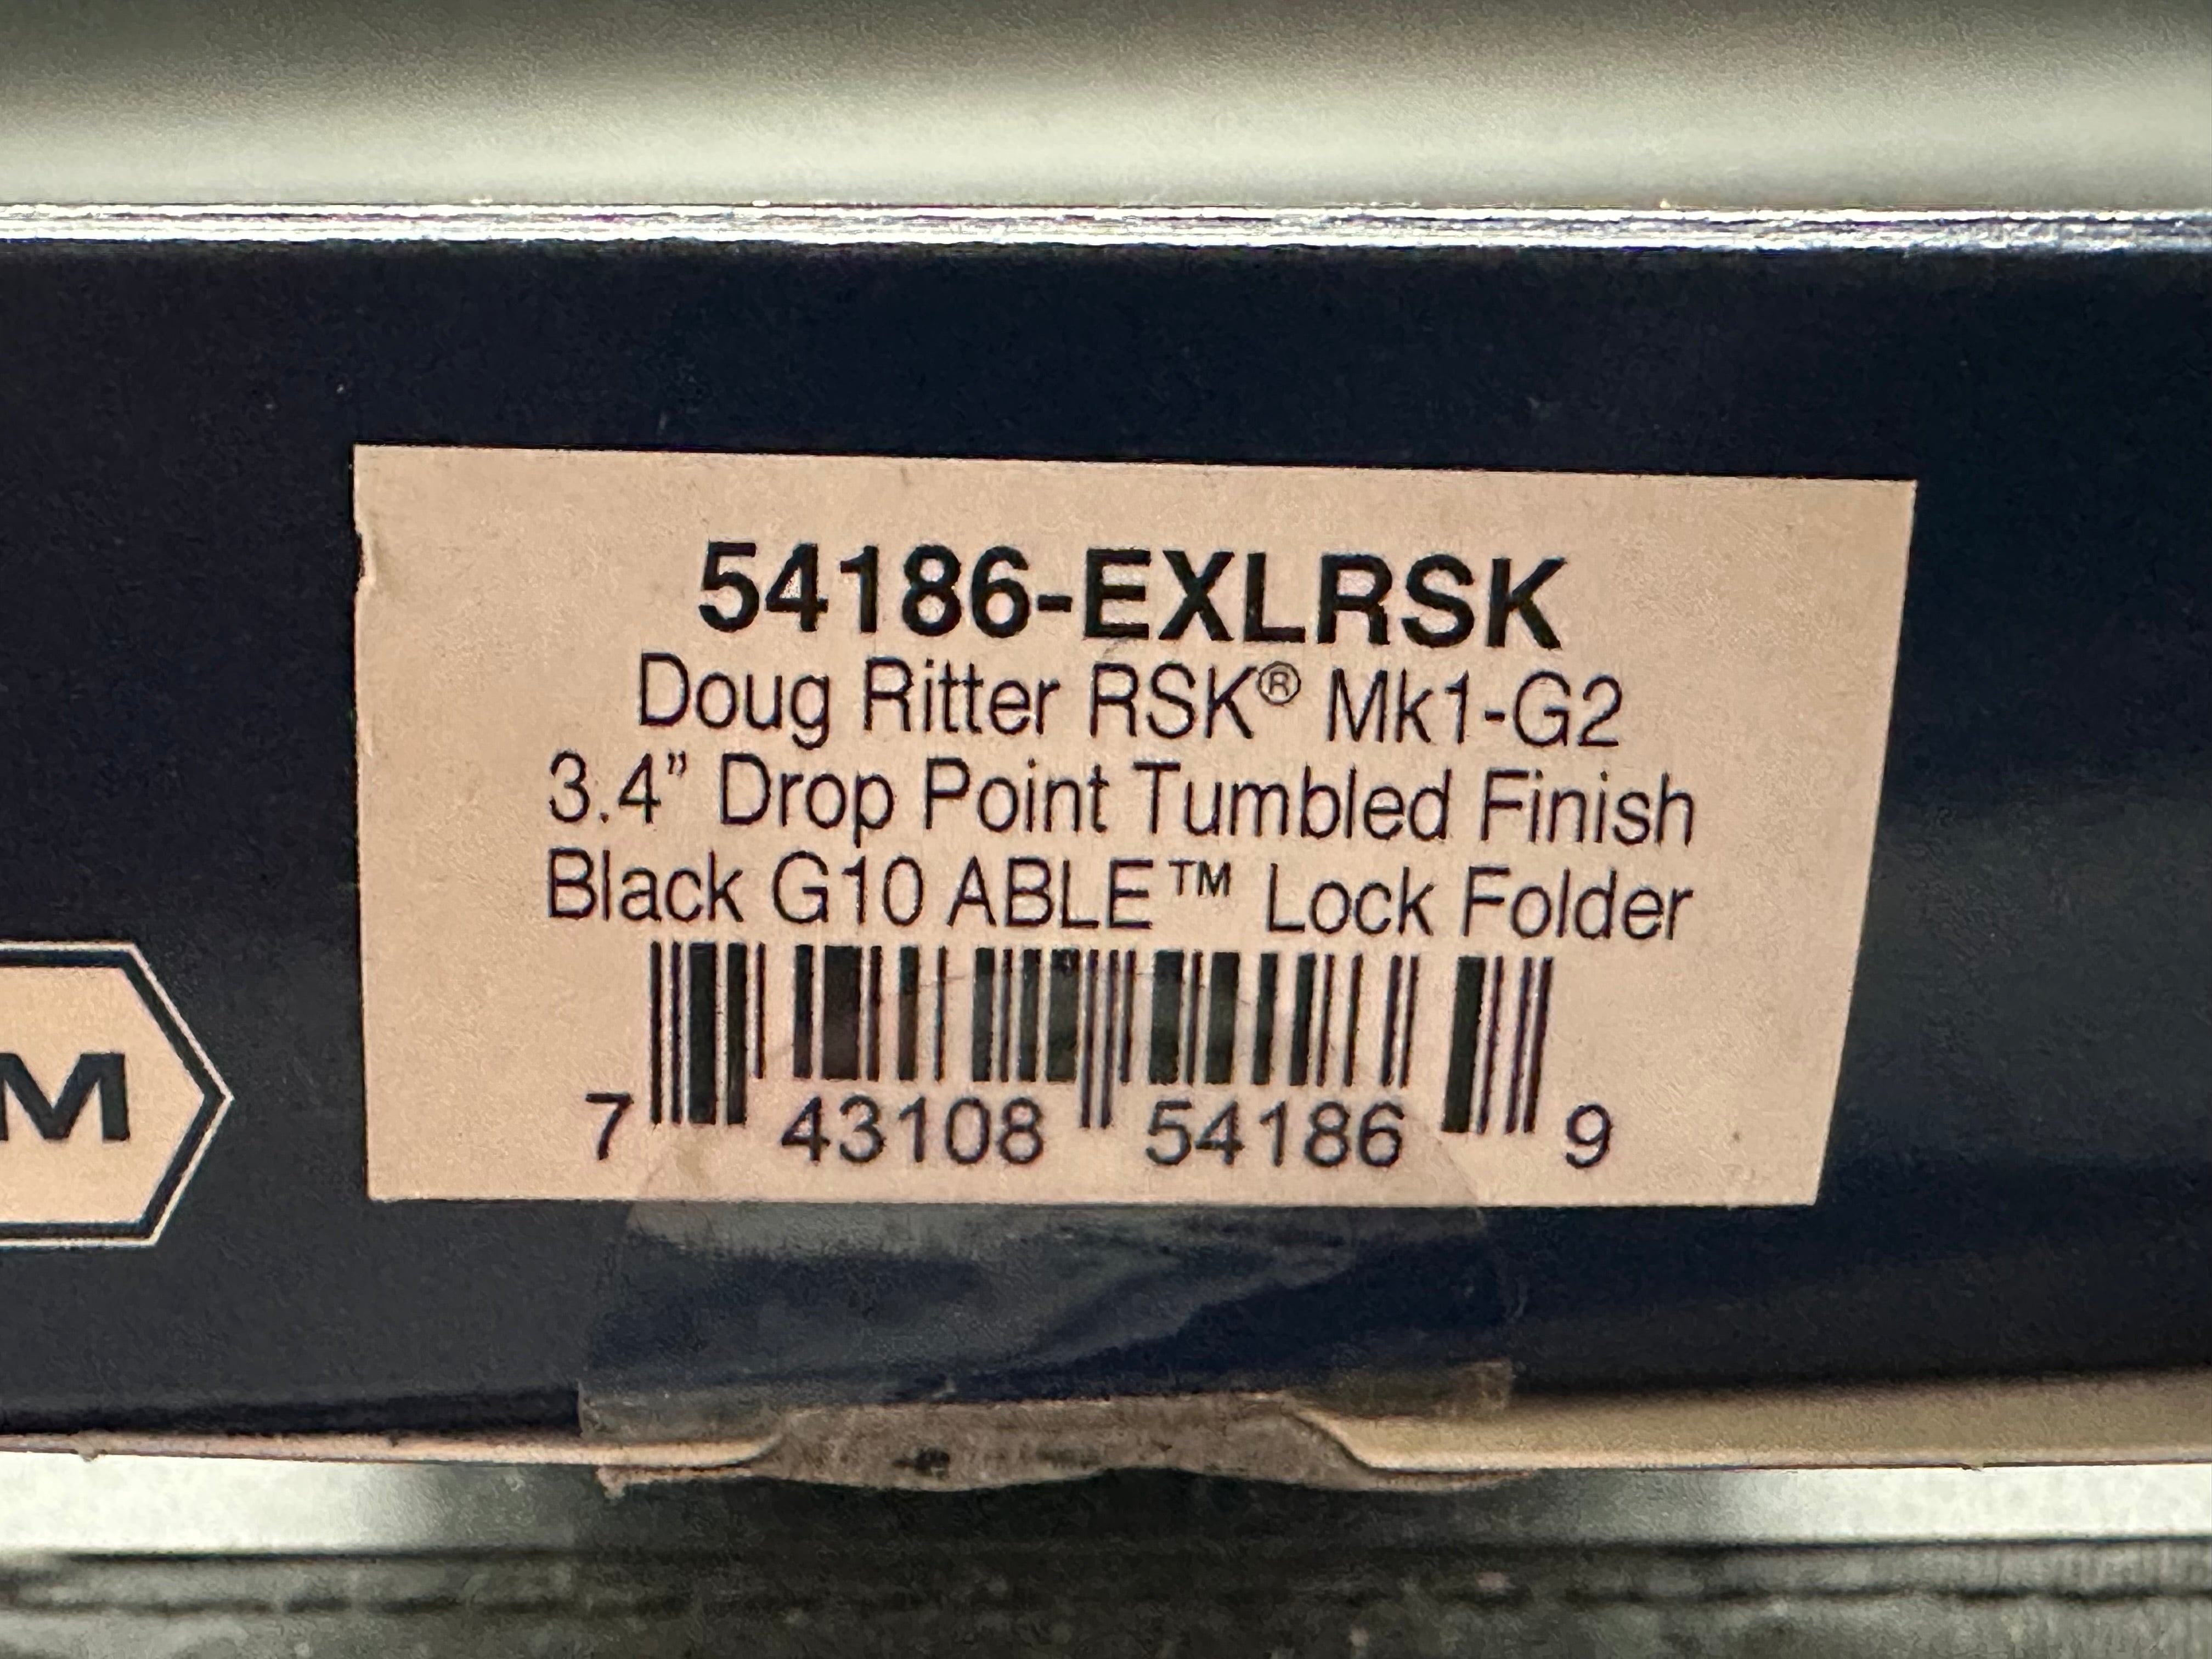 54186-EXLRSK
Doug Ritter RSK® Mk1-G2
3.4” Drop Point Tumbled Finish
Black G10 ABLE™ Lock Folder
7 43108 54186 9
M